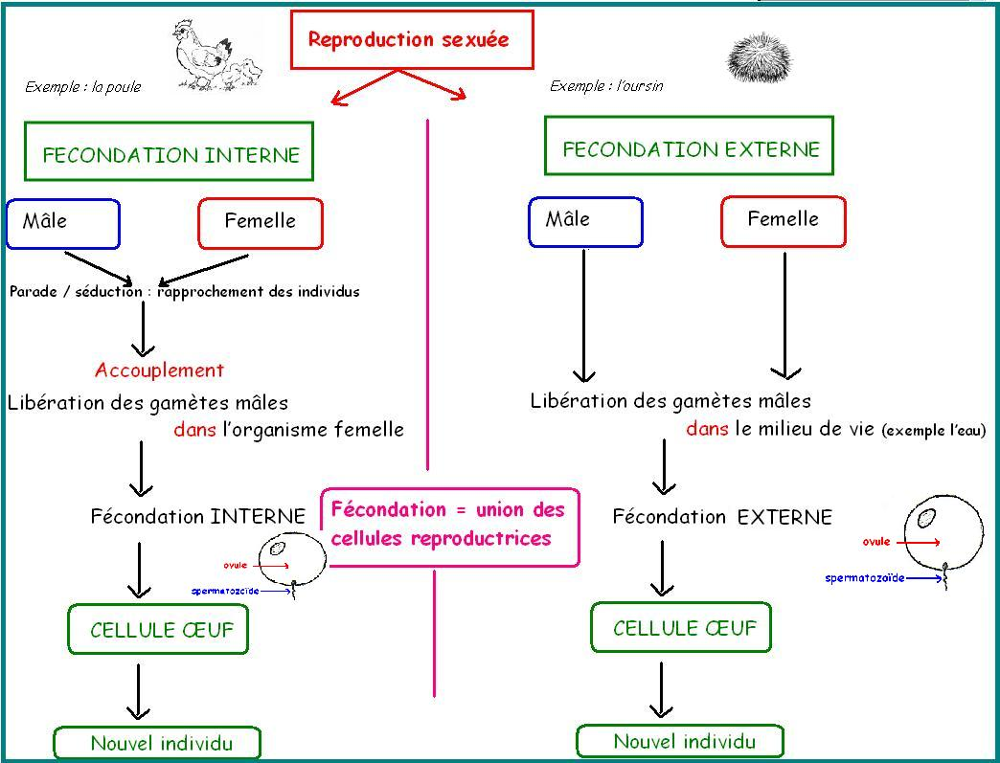 Reproduction sexuée
Exemple : la poule
FECONDATION INTERNE
Mâle
Femelle
Parade / séduction : rapprochement des individus
Accouplement
Libération des gamètes mâles
dans l'organisme femelle
Fécondation INTERNE
ovule
spermatozoïde
CELLULE ŒUF
Nouvel individu
Fécondation = union des
cellules reproductrices
Exemple : l'oursin
FECONDATION EXTERNE
Mâle
Femelle
Libération des gamètes mâles
dans le milieu de vie (exemple l'eau)
Fécondation EXTERNE
ovule
spermatozoïde
CELLULE ŒUF
Nouvel individu